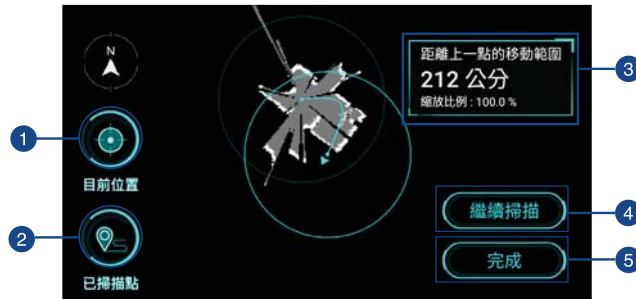 N
1
目前位置
2
已掃描點
距離上一點的移動範圍
212 公分
縮放比例 : 100.0 %
3
繼續掃描
4
完成
5